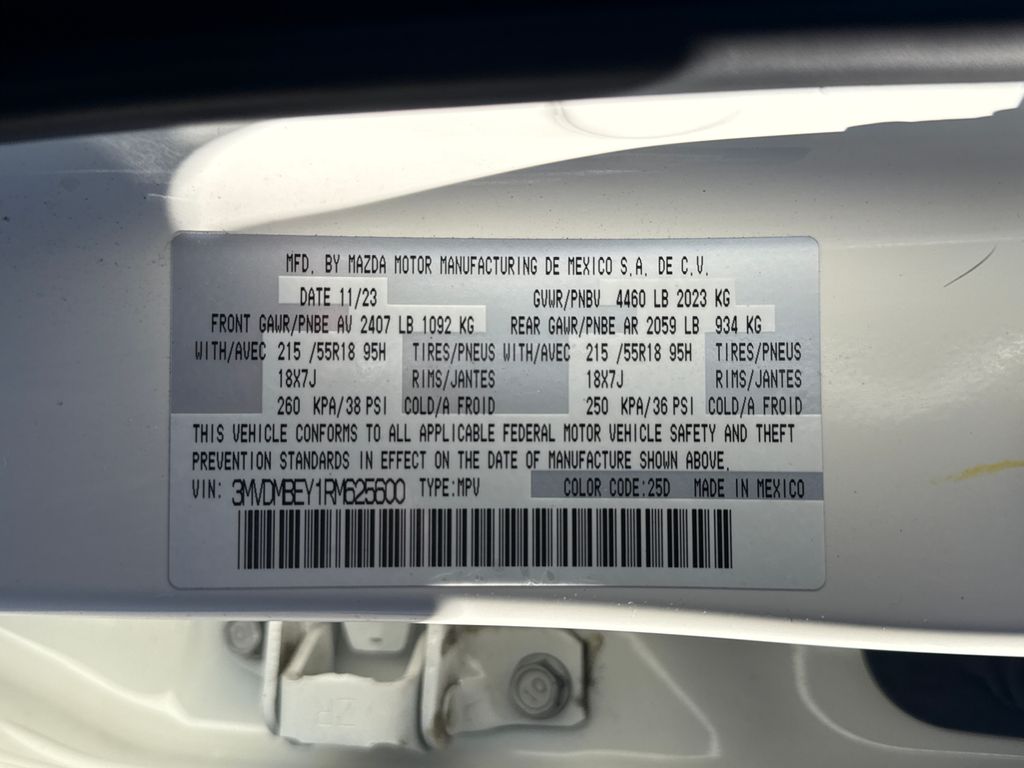 MFD. BY MAZDA MOTOR MANUFACTURING DE MEXICO S.A. DE C.V.
DATE 11/23 GVWR/PNBV 4460 LB 2023 KG
FRONT GAWR/PNBE AV 2407 LB 1092 KG REAR GAWR/PNBE AR 2059 LB 934 KG
WITH/AVEC 215 /55R18 95H TIRES/PNEUS WITH/AVEC 215 /55R18 95H TIRES/PNEUS
18X7J RIMS/JANTES 18X7J RIMS/JANTES
260 KPA/38 PSI COLD/A FROID 250 KPA/36 PSI COLD/A FROID
THIS VEHICLE CONFORMS TO ALL APPLICABLE FEDERAL MOTOR VEHICLE SAFETY AND THEFT
PREVENTION STANDARDS IN EFFECT ON THE DATE OF MANUFACTURE SHOWN ABOVE.
VIN: 3MVDMBEY1RM625600 TYPE:MPV COLOR CODE:25D MADE IN MEXICO